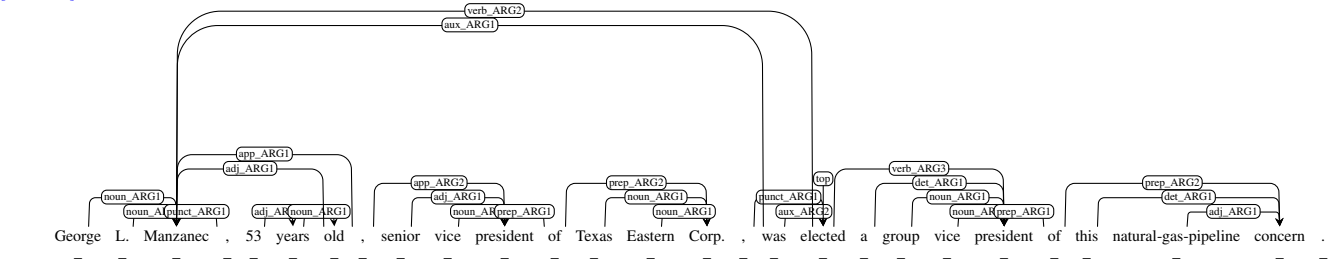 verb_ARG2
aux_ARG1
app_ARG1
adj_ARG1
verb_ARG3
top
app_ARG2
prep_ARG2
det_ARG1
prep_ARG2
noun_ARG1
adj_ARG1
noun_ARG1
punct_ARG1
noun_ARG1
det_ARG1
punct_ARG1
noun_ARG1
prep_ARG1
noun_ARG1
aux_ARG2
prep_ARG1
adj_ARG1
George L. Manzanec , 53 years old , senior vice president of Texas Eastern Corp. , was elected a group vice president of this natural-gas-pipeline concern .